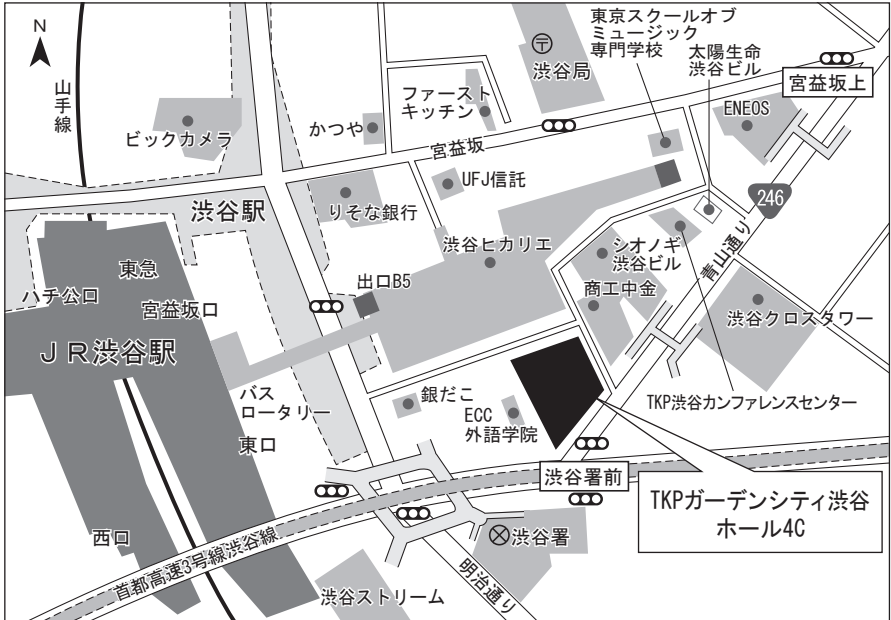 N
山手線
ビックカメラ
かつや
ファースト
キッチン
〒
渋谷局
東京スクールオブ
ミュージック
専門学校
太陽生命
渋谷ビル
宮益坂上
ENEOS
宮益坂
UFJ信託
246
渋谷駅
りそな銀行
渋谷ヒカリエ
シオノギ
渋谷ビル
青山通り
東急
ハチ公口
宮益坂口
出口B5
商工中金
渋谷クロスタワー
JR渋谷駅
バス
ロータリー
東口
銀だこ
ECC
外語学院
TKP渋谷カンファレンスセンター
渋谷署前
TKPガーデンシティ渋谷
ホール4C
西口
首都高速3号線渋谷線
渋谷署
明治通り
渋谷ストリーム